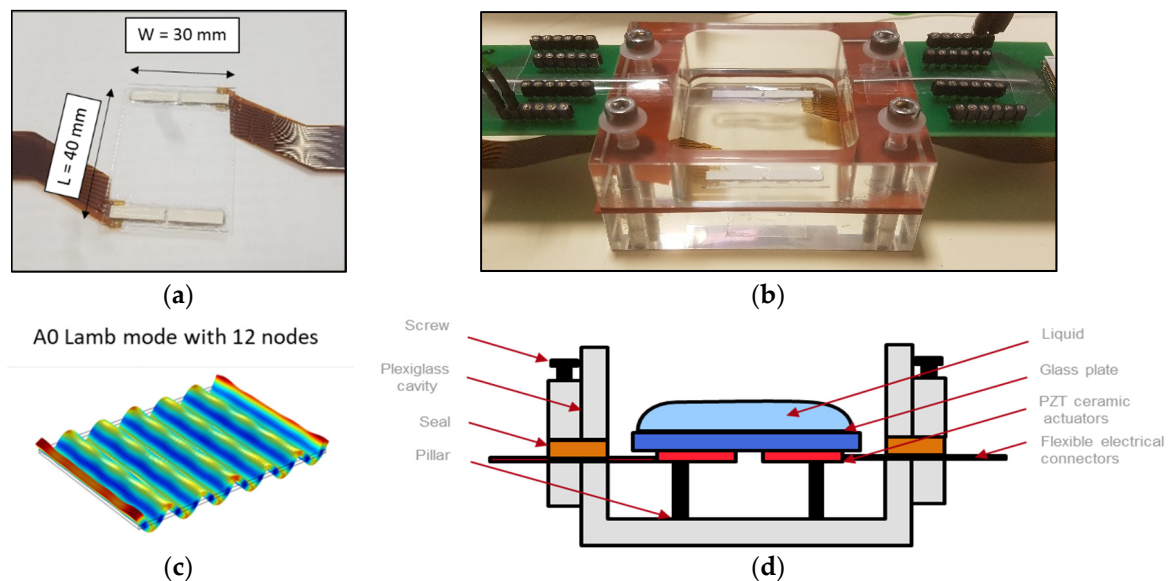 W = 30 mm
L = 40 mm
(a)
(b)
A0 Lamb mode with 12 nodes
(c)
Screw
Plexiglass
cavity
Seal
Pillar
Liquid
Glass plate
PZT ceramic
actuators
Flexible electrical
connectors
(d)